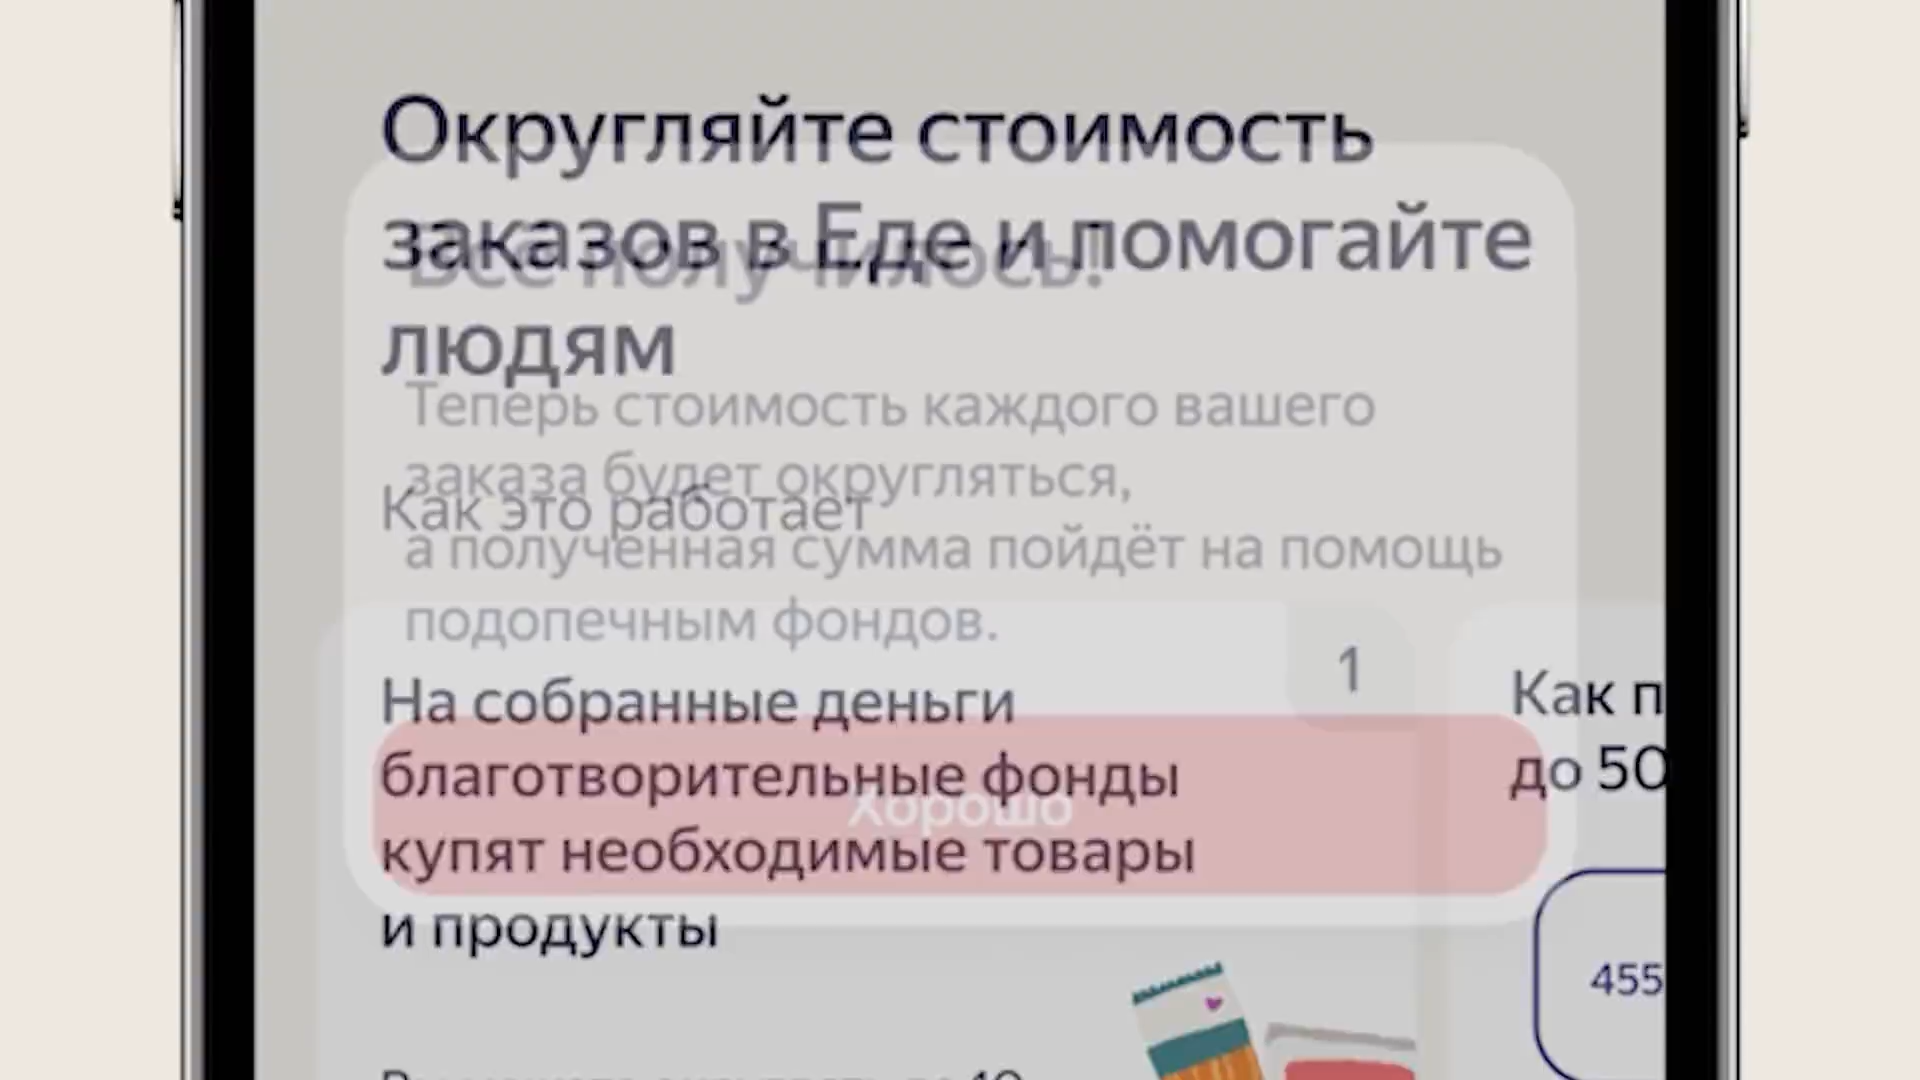 Округляйте стоимость
заказов в Еде и помогайте
людям
Всё получилось!
Теперь стоимость каждого вашего
заказа будет округляться,
а полученная сумма пойдёт на помощь
подопечным фондов.
Хорошо
Как это работает
1
На собранные деньги
благотворительные фонды
купят необходимые товары
и продукты
Как п
до 50
455